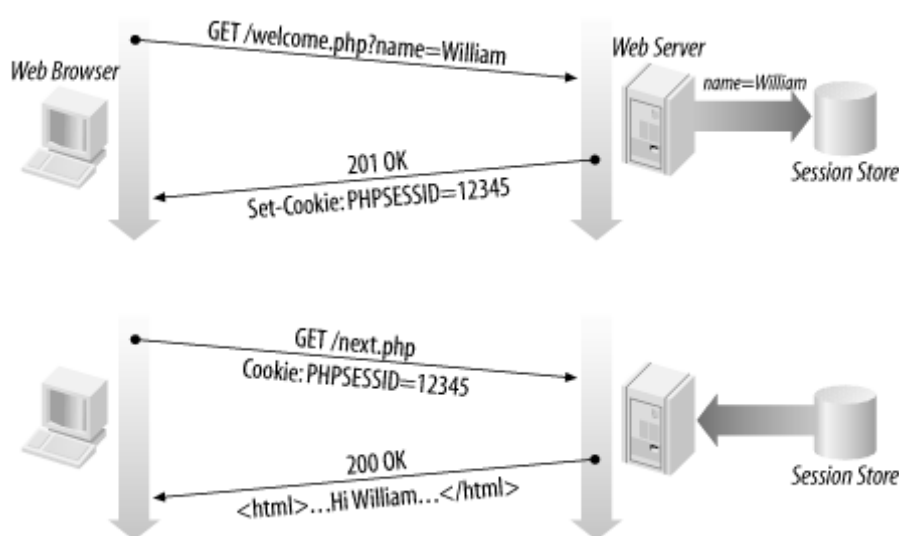 GET /welcome.php?name=William
Web Browser
Web Server
name=William
Session Store
201 OK
Set-Cookie: PHPSESSID=12345
GET /next.php
Cookie: PHPSESSID=12345
200 OK
<html>...Hi William...</html>
Session Store